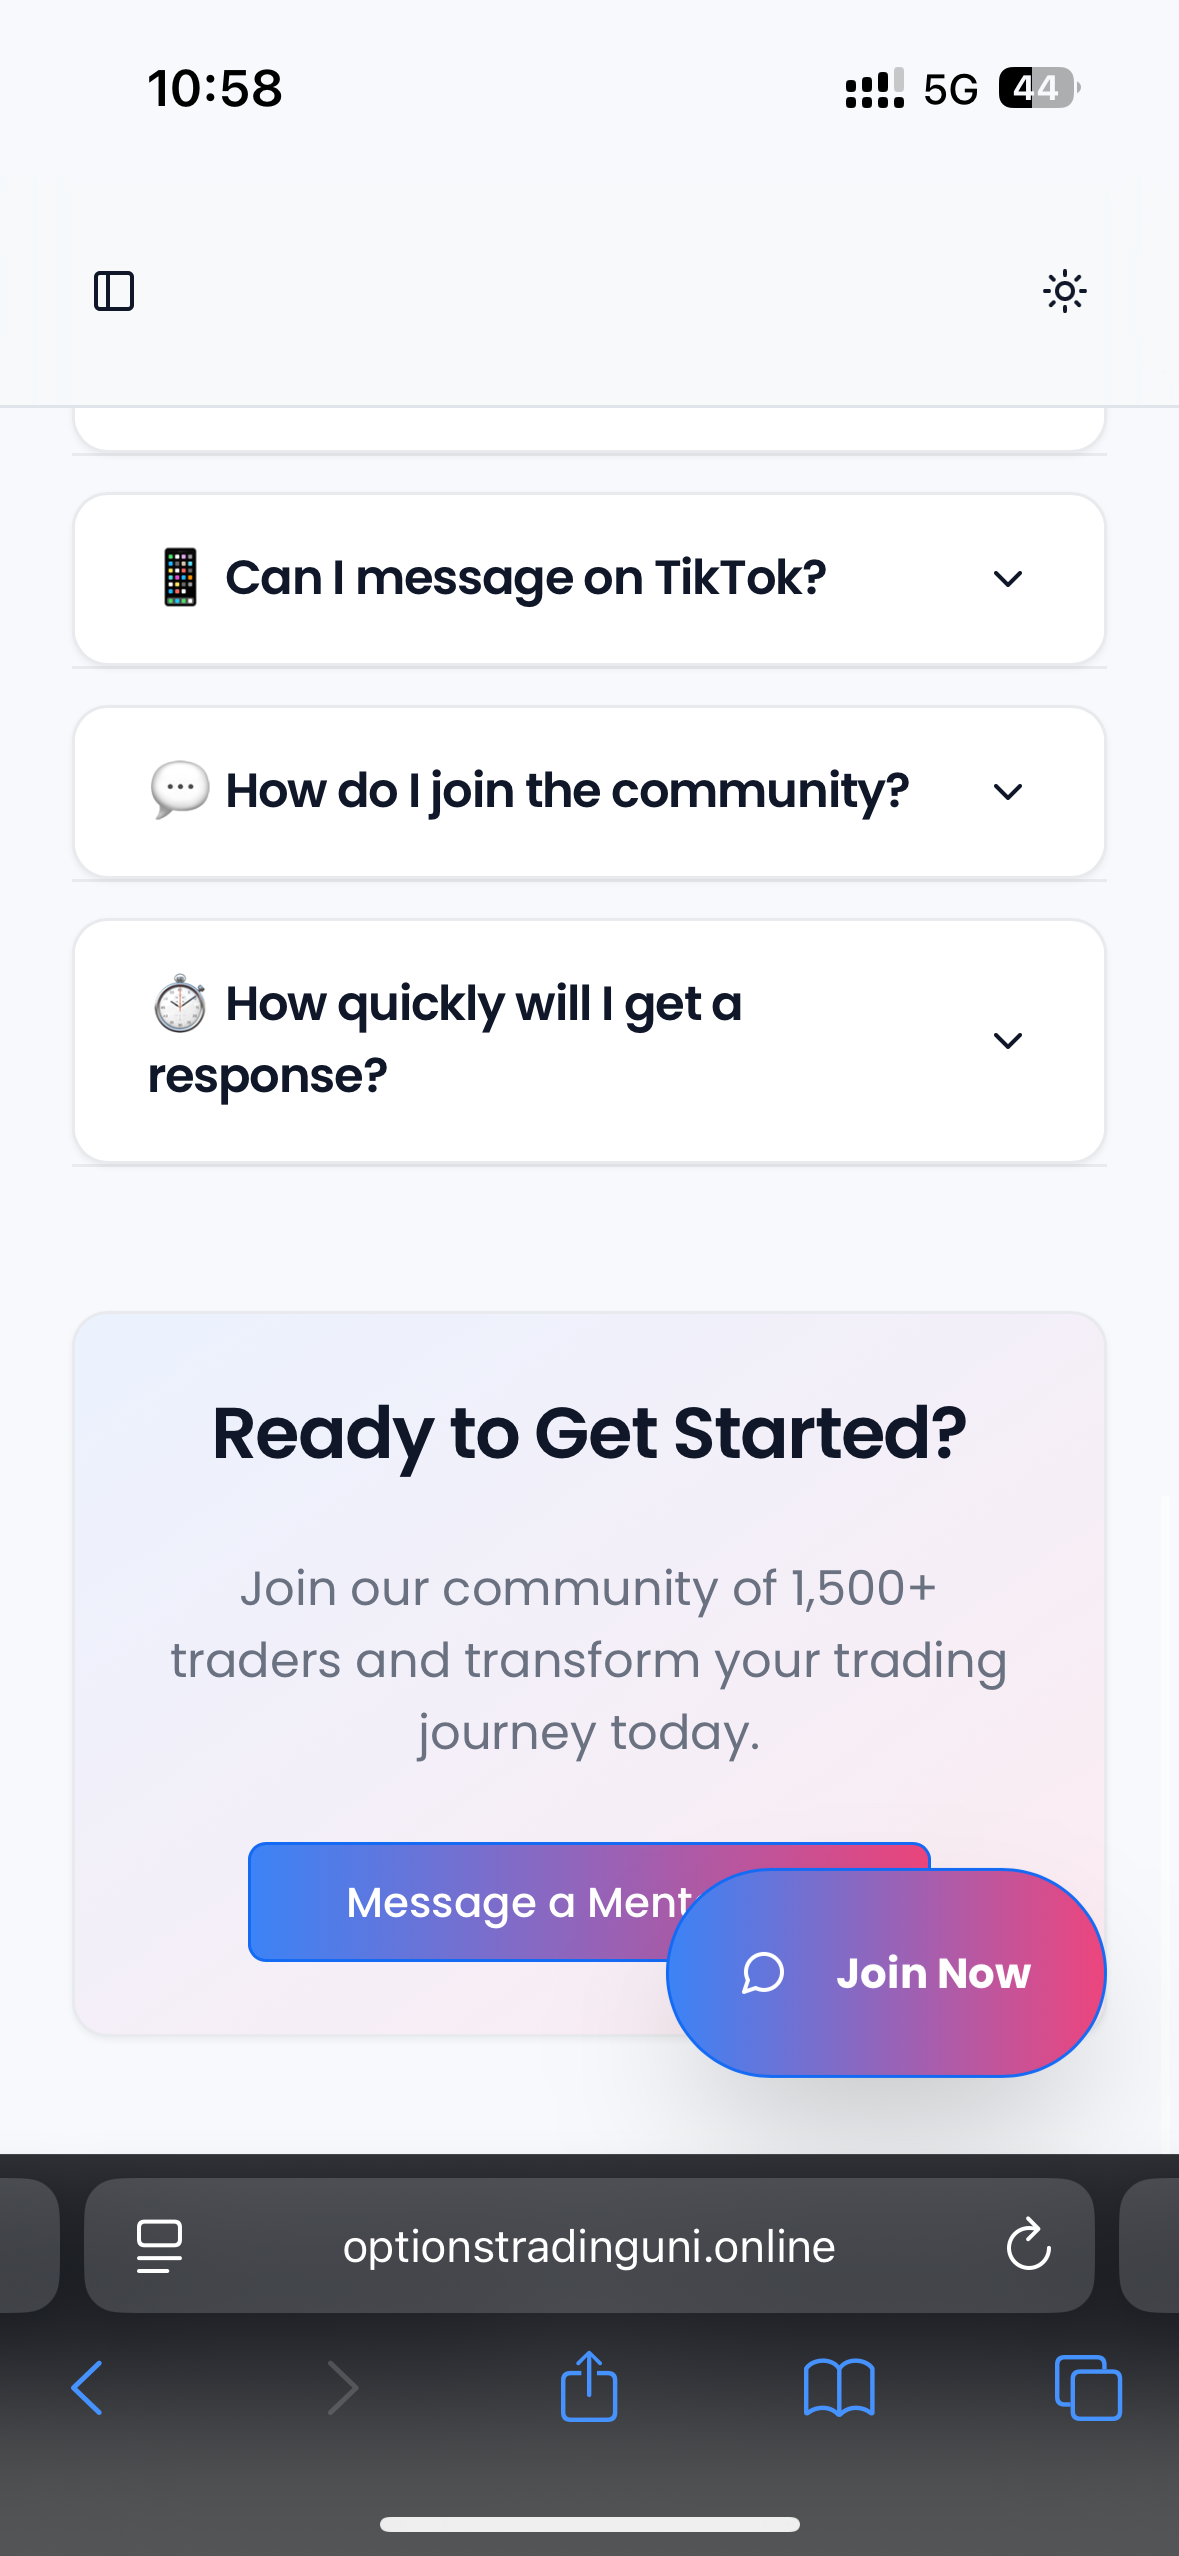 10:58
5G
44
Can I message on TikTok?
How do I join the community?
How quickly will I get a
response?
Ready to Get Started?
Join our community of 1,500+
traders and transform your trading
journey today.
Message a Ment
Join Now
optionstradinguni.online